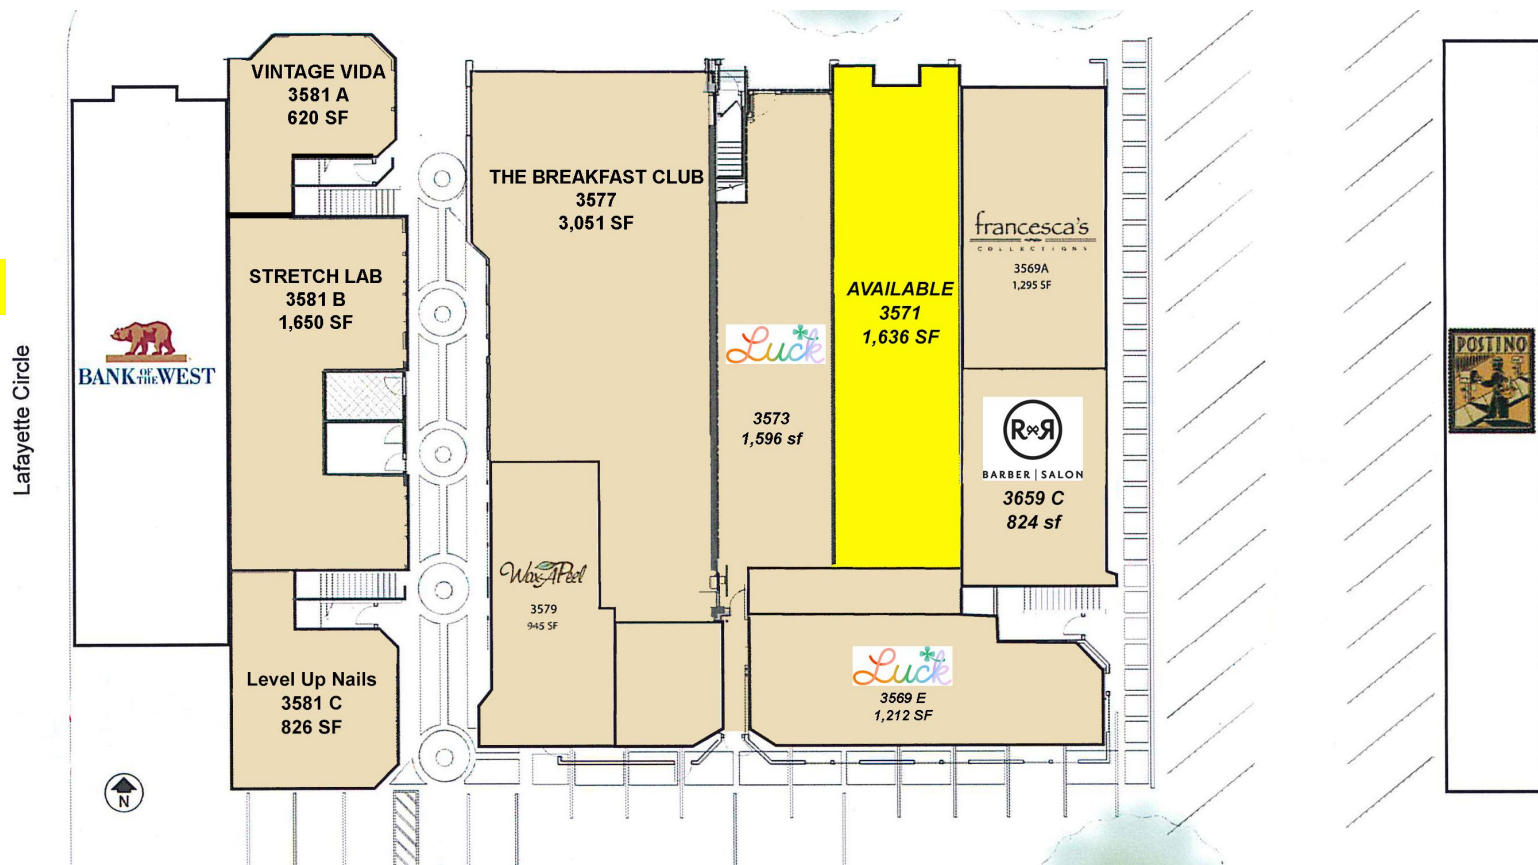 VINTAGE VIDA
3581 A
620 SF
THE BREAKFAST CLUB
3577
3,051 SF
francesca's
COLLECTIONS
3569A
1,295 SF
STRETCH LAB
3581 B
1,650 SF
AVAILABLE
3571
1,636 SF
Luck
3573
1,596 sf
BANK OF THE WEST
POSTINO
Lafayette Circle
R R
BARBER | SALON
3659 C
824 sf
Wax A Peel
3579
945 SF
Level Up Nails
3581 C
826 SF
Luck
3569 E
1,212 SF
N